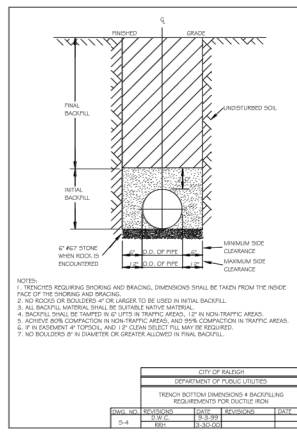 ℄
FINISHED GRADE
FINAL
BACKFILL
UNDISTURBED SOIL
INITIAL
BACKFILL
6" #67 STONE
WHEN ROCK IS
ENCOUNTERED
6" O.D. OF PIPE 6"
12" O.D. OF PIPE 12"
MINIMUM SIDE
CLEARANCE
MAXIMUM SIDE
CLEARANCE
NOTES:
1. TRENCHES REQUIRING SHORING AND BRACING, DIMENSIONS SHALL BE TAKEN FROM THE INSIDE
FACE OF THE SHORING AND BRACING.
2. NO ROCKS OR BOULDERS 4" OR LARGER TO BE USED IN INITIAL BACKFILL.
3. ALL BACKFILL MATERIAL SHALL BE SUITABLE NATIVE MATERIAL.
4. BACKFILL SHALL BE TAMPED IN 6" LIFTS IN TRAFFIC AREAS, 12" IN NON-TRAFFIC AREAS.
5. ACHIEVE 80% COMPACTION IN NON-TRAFFIC AREAS, AND 95% COMPACTION IN TRAFFIC AREAS.
6. IF IN EASEMENT 4" TOPSOIL, AND 12" CLEAN SELECT FILL MAY BE REQUIRED.
7. NO BOULDERS 8" IN DIAMETER OR GREATER ALLOWED IN FINAL BACKFILL.
CITY OF RALEIGH
DEPARTMENT OF PUBLIC UTILITIES
TRENCH BOTTOM DIMENSIONS & BACKFILLING
REQUIREMENTS FOR DUCTILE IRON
DWG. NO. REVISIONS DATE REVISIONS DATE
S-4 D.W.C. 9-3-99
RRH 3-30-00